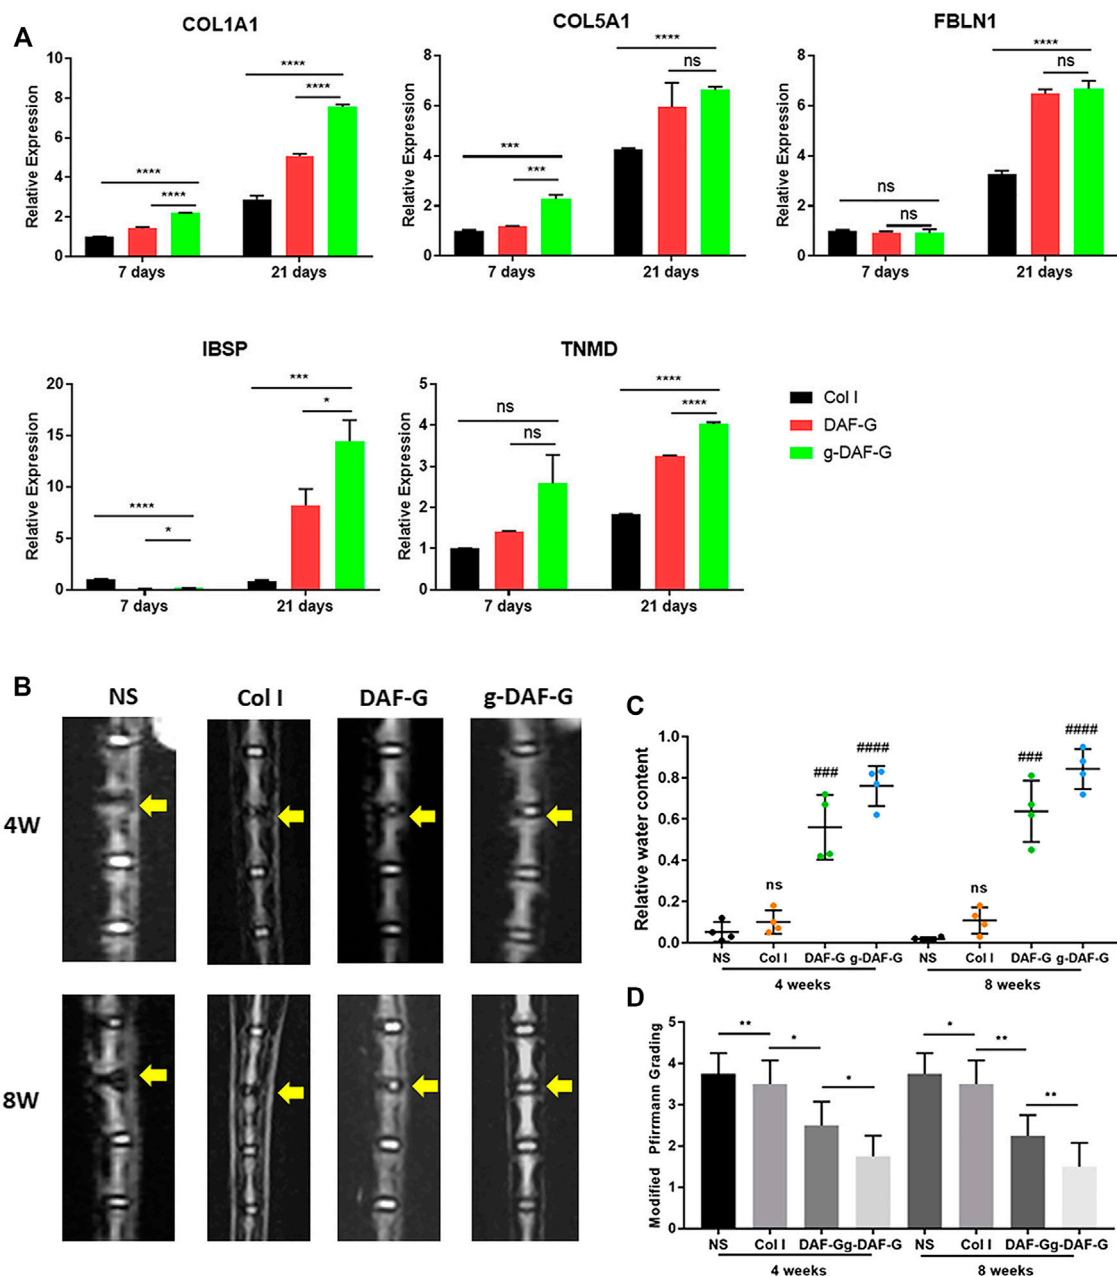 A
COL1A1
Relative Expression
10
8
6
4
2
0
****
****
****
****
7 days
21 days
COL5A1
Relative Expression
8
6
4
2
0
***
***
****
ns
7 days
21 days
FBLN1
Relative Expression
8
6
4
2
0
ns
ns
****
ns
7 days
21 days
IBSP
Relative Expression
20
15
10
5
0
****
*
***
*
7 days
21 days
TNMD
Relative Expression
5
4
3
2
1
0
ns
ns
****
****
7 days
21 days
Col I
DAF-G
g-DAF-G
B
NS
Col I
DAF-G
g-DAF-G
4W
8W
C
Relative water content
1.0
0.8
0.6
0.4
0.2
0.0
ns
###
####
ns
###
####
NS Col I DAF-G g-DAF-G NS Col I DAF-G g-DAF-G
4 weeks 8 weeks
D
Modified Pfirrmann Grading
5
4
3
2
1
0
**
*
*
*
**
**
NS Col I DAF-Gg-DAF-G NS Col I DAF-Gg-DAF-G
4 weeks 8 weeks